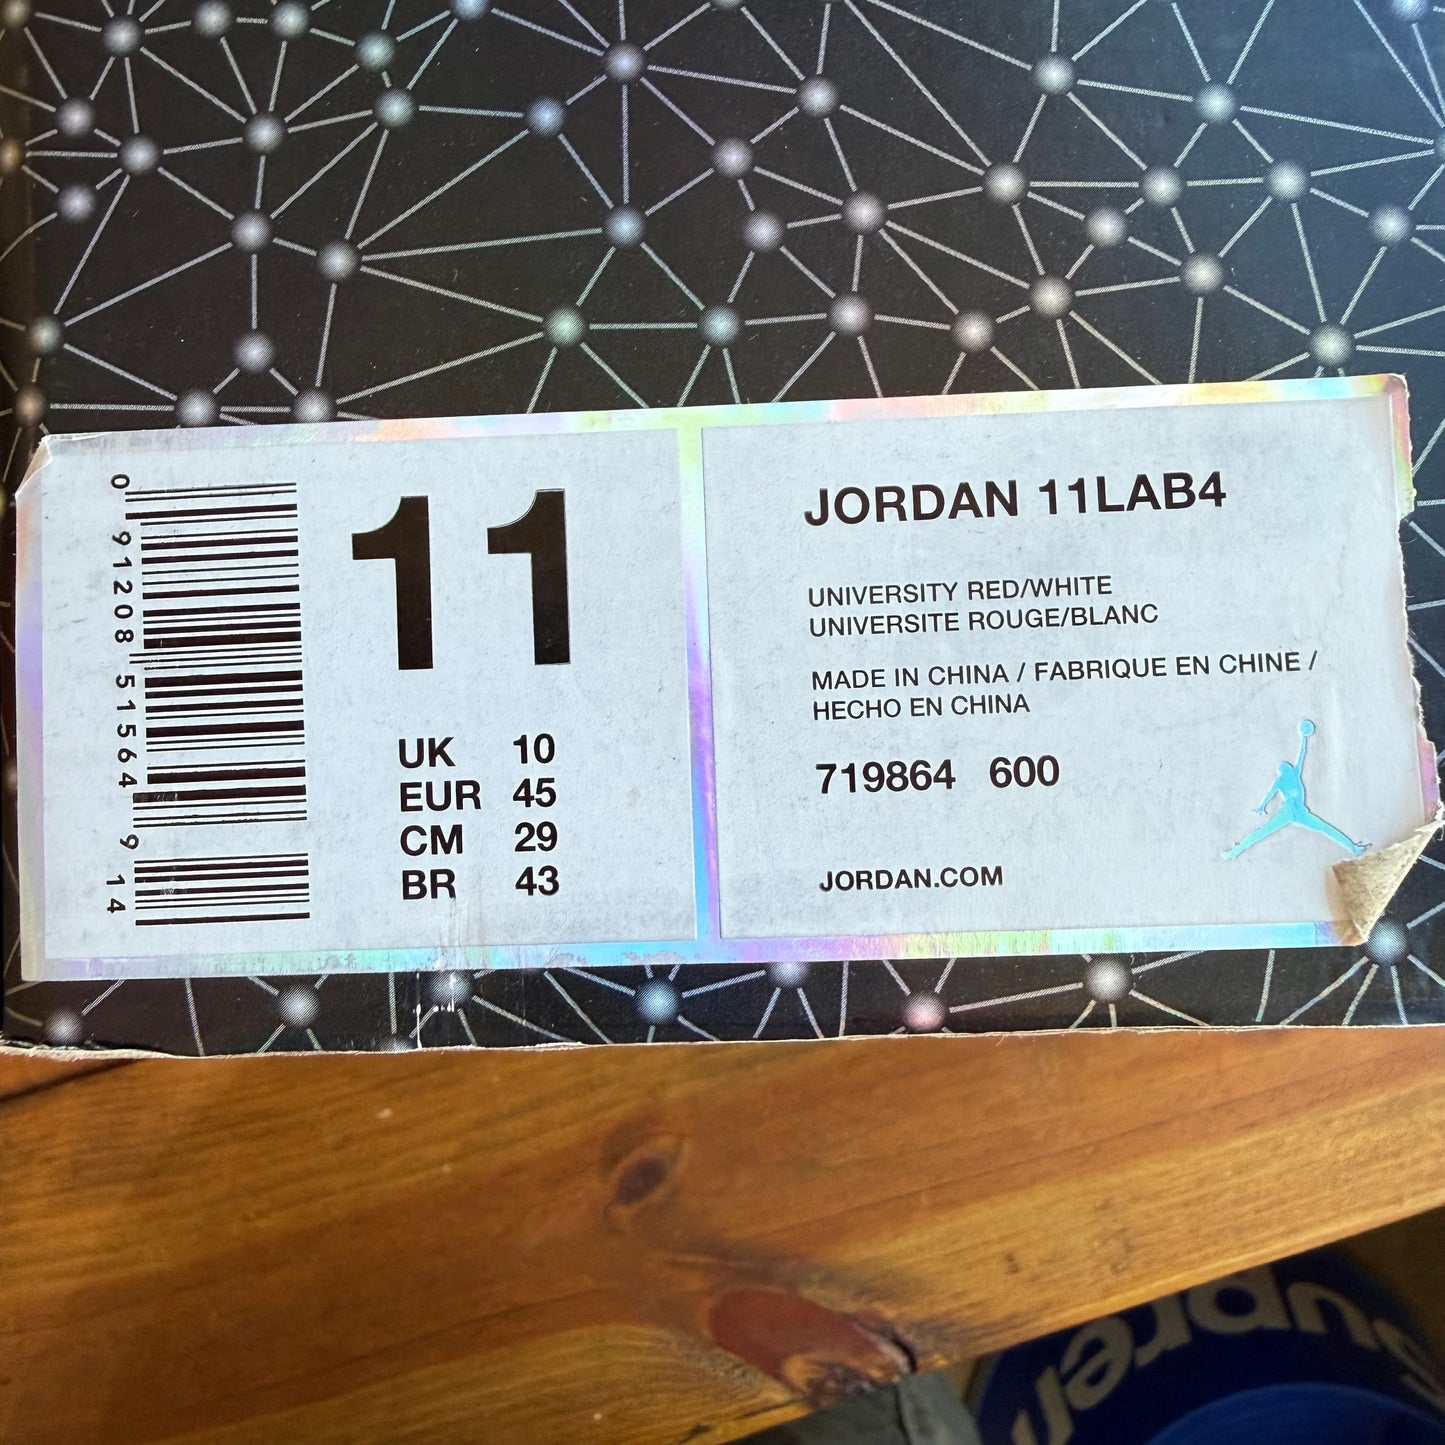 0 91208 51564 9 14
11
UK 10
EUR 45
CM 29
BR 43
JORDAN 11LAB4
UNIVERSITY RED/WHITE
UNIVERSITE ROUGE/BLANC
MADE IN CHINA / FABRIQUE EN CHINE /
HECHO EN CHINA
719864 600
JORDAN.COM